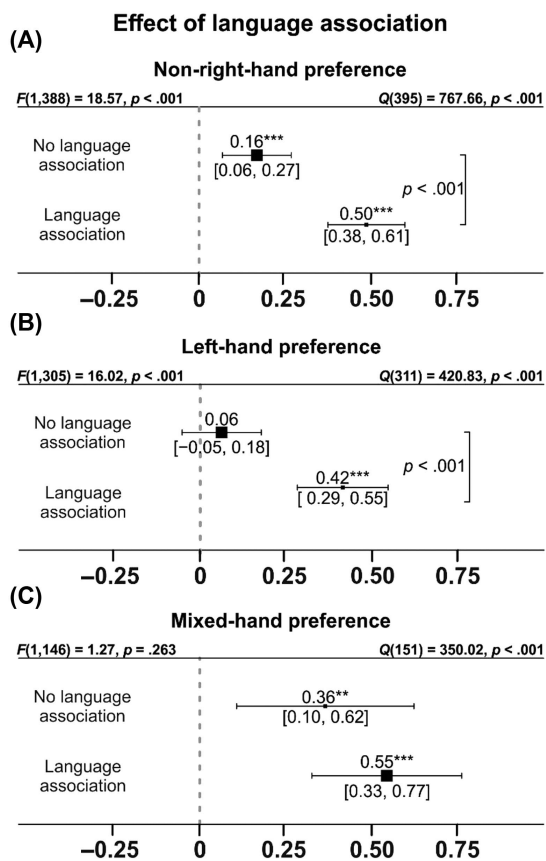 Effect of language association
(A)
Non-right-hand preference
F(1,388) = 18.57, p < .001 Q(395) = 767.66, p < .001
No language
association
0.16***
[0.06, 0.27]
p < .001
Language
association
0.50***
[0.38, 0.61]
−0.25 0 0.25 0.50 0.75
(B)
Left-hand preference
F(1,305) = 16.02, p < .001 Q(311) = 420.83, p < .001
No language
association
0.06
[−0.05, 0.18]
p < .001
Language
association
0.42***
[ 0.29, 0.55]
−0.25 0 0.25 0.50 0.75
(C)
Mixed-hand preference
F(1,146) = 1.27, p = .263 Q(151) = 350.02, p < .001
No language
association
0.36**
[0.10, 0.62]
Language
association
0.55***
[0.33, 0.77]
−0.25 0 0.25 0.50 0.75